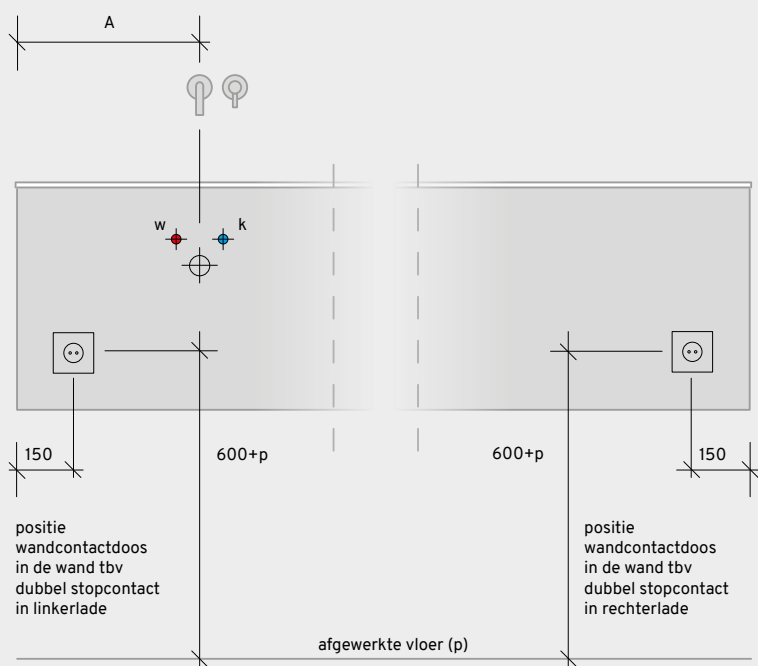 A
w
k
150
600+p
600+p
150
positie
wandcontactdoos
in de wand tbv
dubbel stopcontact
in linkerlade
positie
wandcontactdoos
in de wand tbv
dubbel stopcontact
in rechterlade
afgewerkte vloer (p)